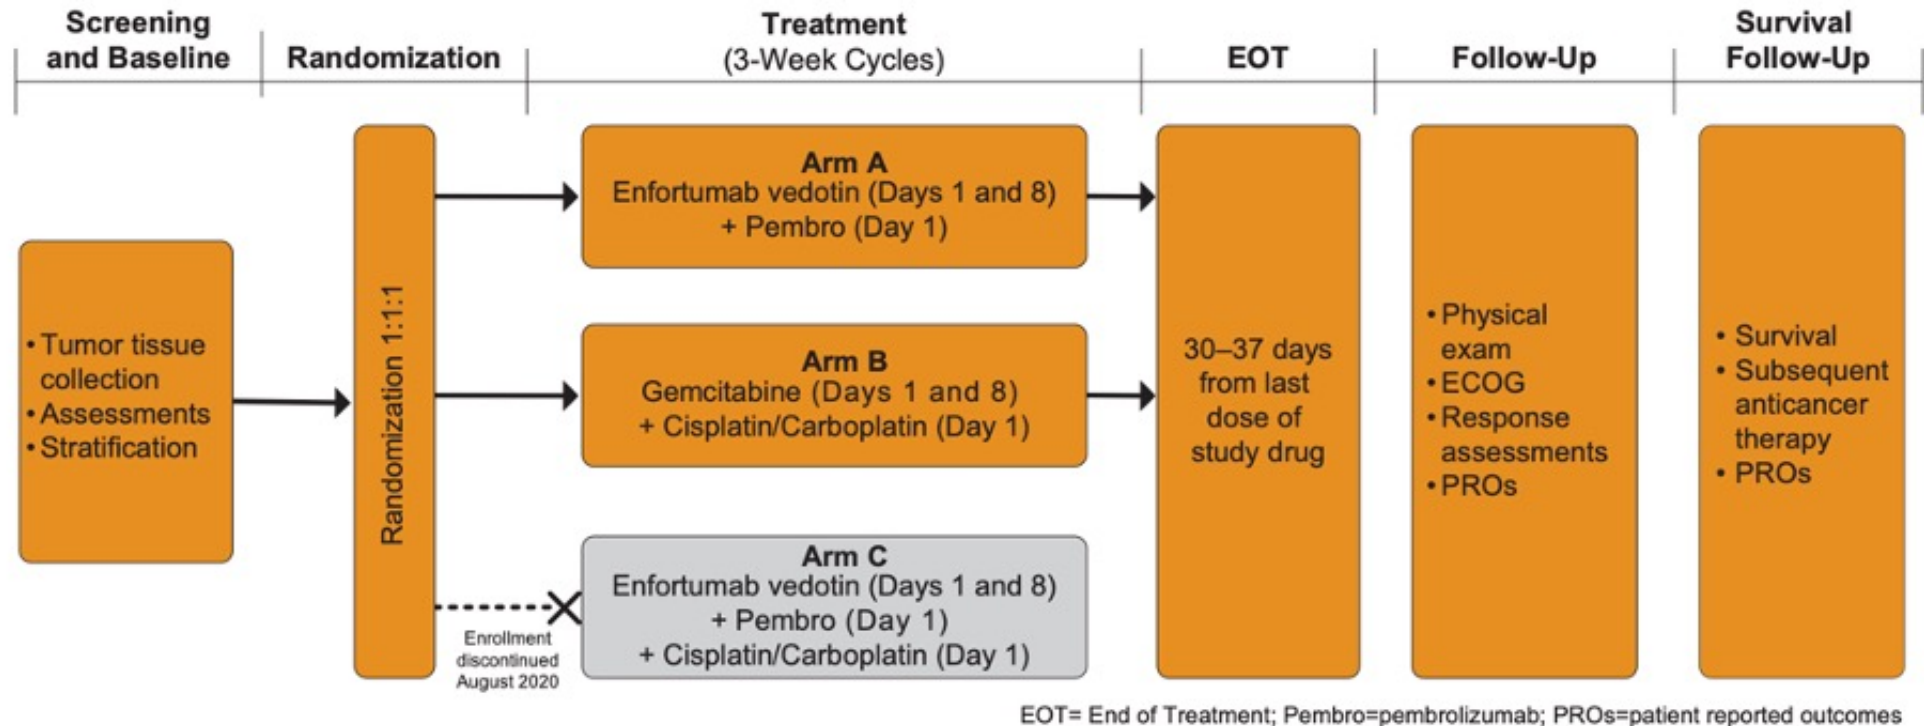 Screening
and Baseline
Randomization
Treatment
(3-Week Cycles)
EOT
Follow-Up
Survival
Follow-Up
• Tumor tissue
collection
• Assessments
• Stratification
Randomization 1:1:1
Arm A
Enfortumab vedotin (Days 1 and 8)
+ Pembro (Day 1)
Arm B
Gemcitabine (Days 1 and 8)
+ Cisplatin/Carboplatin (Day 1)
Enrollment
discontinued
August 2020
Arm C
Enfortumab vedotin (Days 1 and 8)
+ Pembro (Day 1)
+ Cisplatin/Carboplatin (Day 1)
30–37 days
from last
dose of
study drug
• Physical
exam
• ECOG
• Response
assessments
• PROs
• Survival
• Subsequent
anticancer
therapy
• PROs
EOT= End of Treatment; Pembro=pembrolizumab; PROs=patient reported outcomes